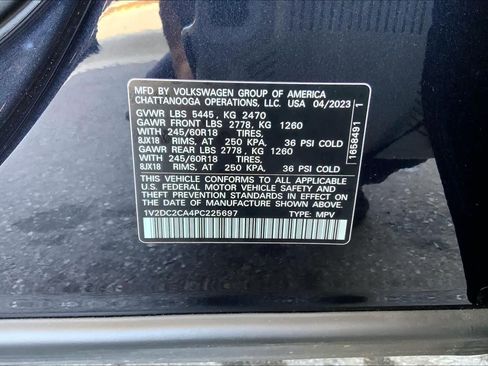 MFD BY VOLKSWAGEN GROUP OF AMERICA
CHATTANOOGA OPERATIONS, LLC. USA 04/2023
GVWR LBS 5445, KG 2470
GAWR FRONT LBS 2778, KG 1260
WITH 245/60R18 TIRES,
8JX18 RIMS, AT 250 KPA, 36 PSI COLD
GAWR REAR LBS 2778, KG 1260
WITH 245/60R18 TIRES,
8JX18 RIMS, AT 250 KPA, 36 PSI COLD
THIS VEHICLE CONFORMS TO ALL APPLICABLE
U.S. FEDERAL MOTOR VEHICLE SAFETY AND
THEFT PREVENTION STANDARDS IN EFFECT
ON THE DATE OF MANUFACTURE SHOWN ABOVE.
1V2DC2CA4PC225697 TYPE: MPV
1658491 1